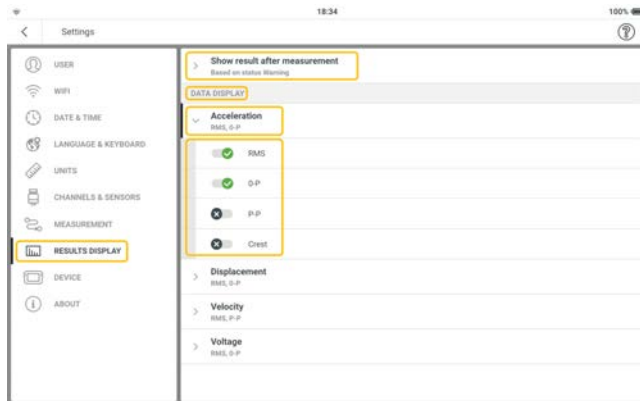 18:34
100%
Settings
USER
WIFI
DATE & TIME
LANGUAGE & KEYBOARD
UNITS
CHANNELS & SENSORS
MEASUREMENT
RESULTS DISPLAY
DEVICE
ABOUT
Show result after measurement
Based on status Warning
DATA DISPLAY
Acceleration
RMS, 0-P
RMS
0-P
P-P
Crest
Displacement
RMS, 0-P
Velocity
RMS, P-P
Voltage
RMS, 0-P